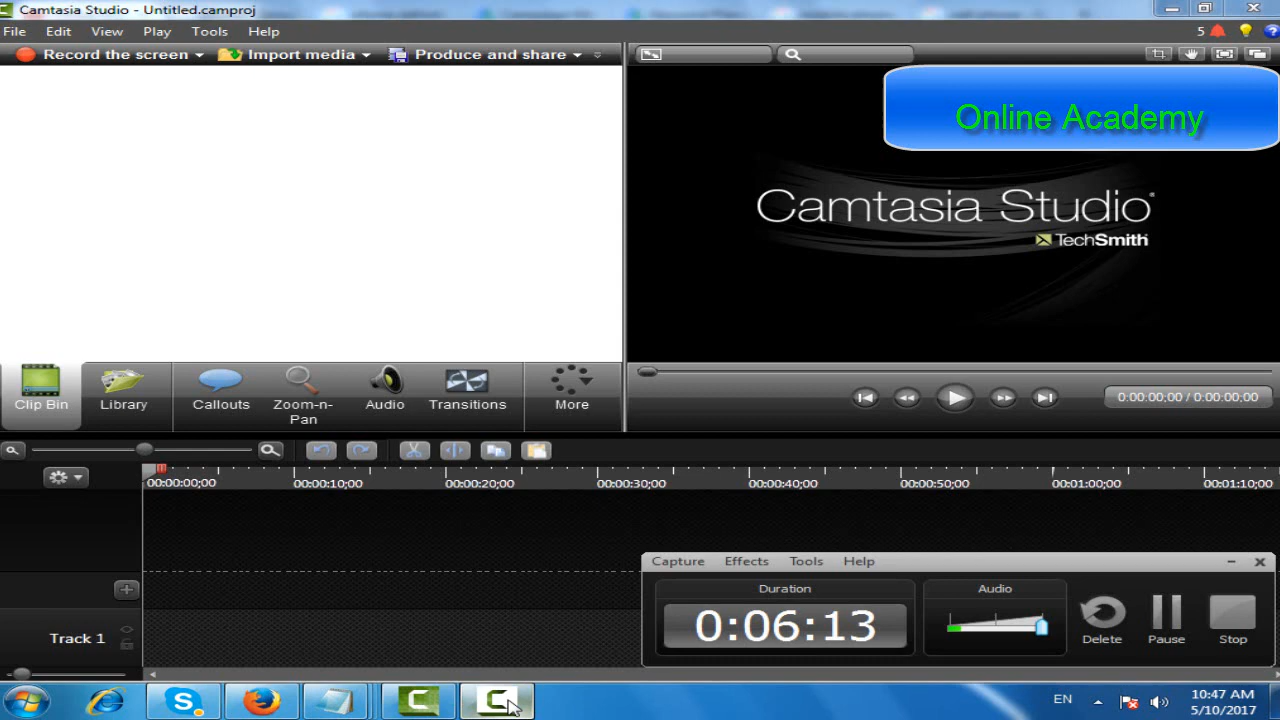 Camtasia Studio - Untitled.camproj
File Edit View Play Tools Help 5
Record the screen Import media Produce and share
Online Academy
Camtasia Studio®
TechSmith
Clip Bin Library Callouts Zoom-n-Pan Audio Transitions More
0:00:00;00 / 0:00:00;00
00:00:00;00 00:00:10;00 00:00:20;00 00:00:30;00 00:00:40;00 00:00:50;00 00:01:00;00 00:01:10;00
Capture Effects Tools Help
Duration Audio
0:06:13
Delete Pause Stop
Track 1
EN
10:47 AM
5/10/2017